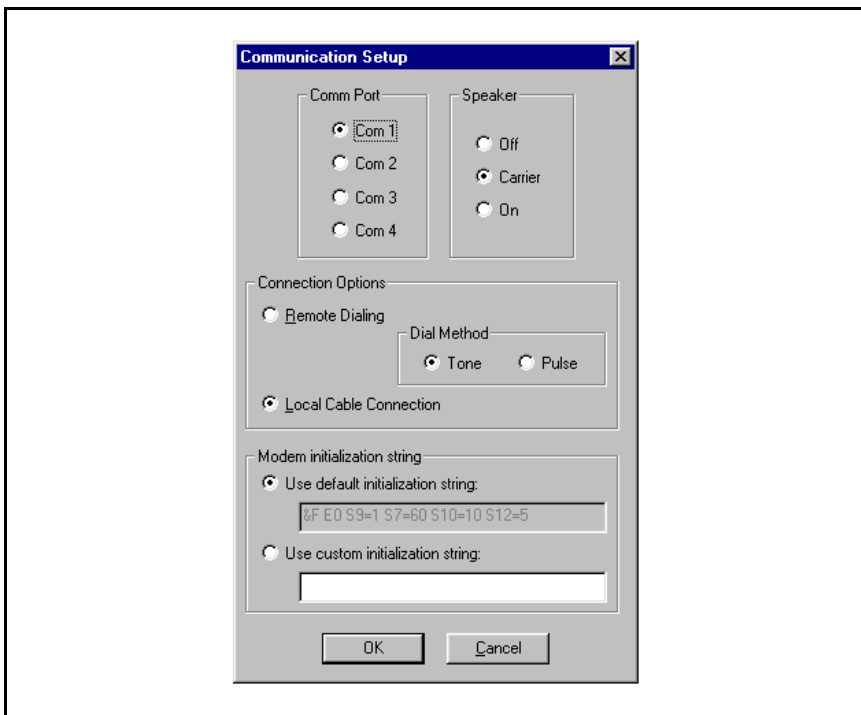 Communication Setup
Comm Port
Com 1
Com 2
Com 3
Com 4
Speaker
Off
Carrier
On
Connection Options
Remote Dialing
Dial Method
Tone
Pulse
Local Cable Connection
Modem initialization string
Use default initialization string:
&F E0 S9=1 S7=60 S10=10 S12=5
Use custom initialization string:
OK
Cancel